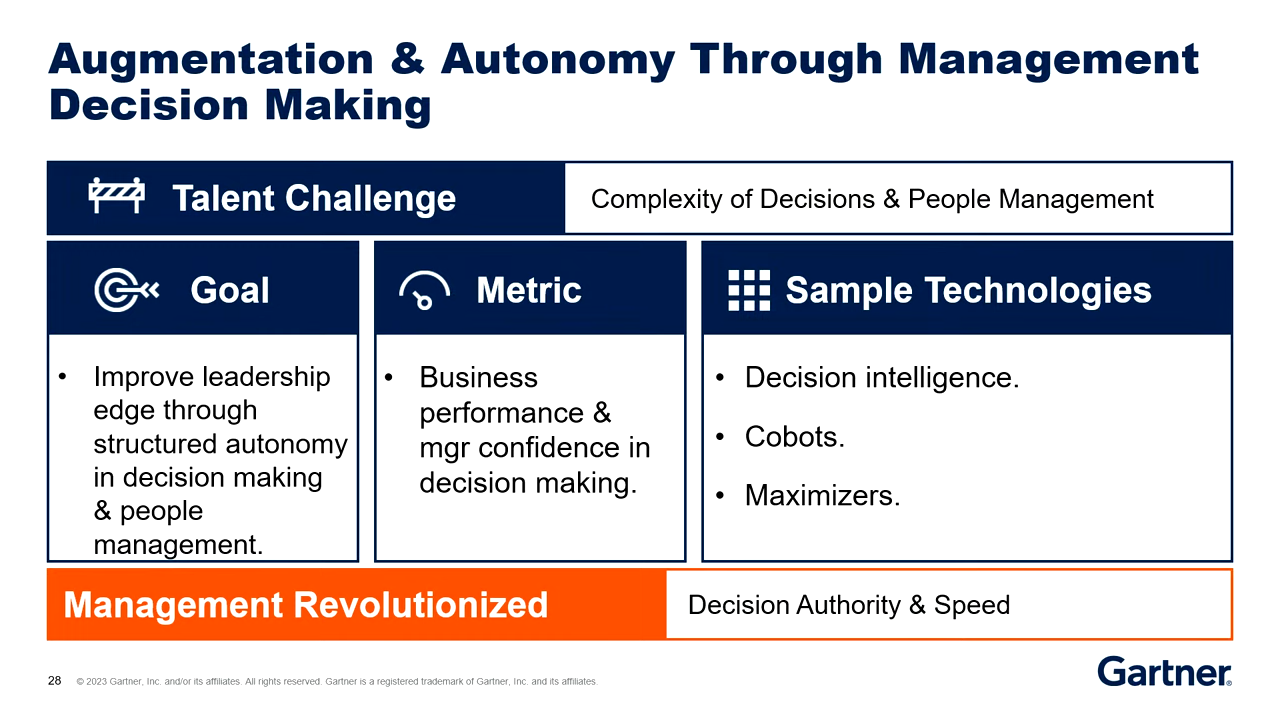 Augmentation & Autonomy Through Management
Decision Making
Talent Challenge
Complexity of Decisions & People Management
Goal
Metric
Sample Technologies
• Improve leadership
edge through
structured autonomy
in decision making
& people
management.
• Business
performance &
mgr confidence in
decision making.
• Decision intelligence.
• Cobots.
• Maximizers.
Management Revolutionized
Decision Authority & Speed
28 © 2023 Gartner, Inc. and/or its affiliates. All rights reserved. Gartner is a registered trademark of Gartner, Inc. and its affiliates.
Gartner®